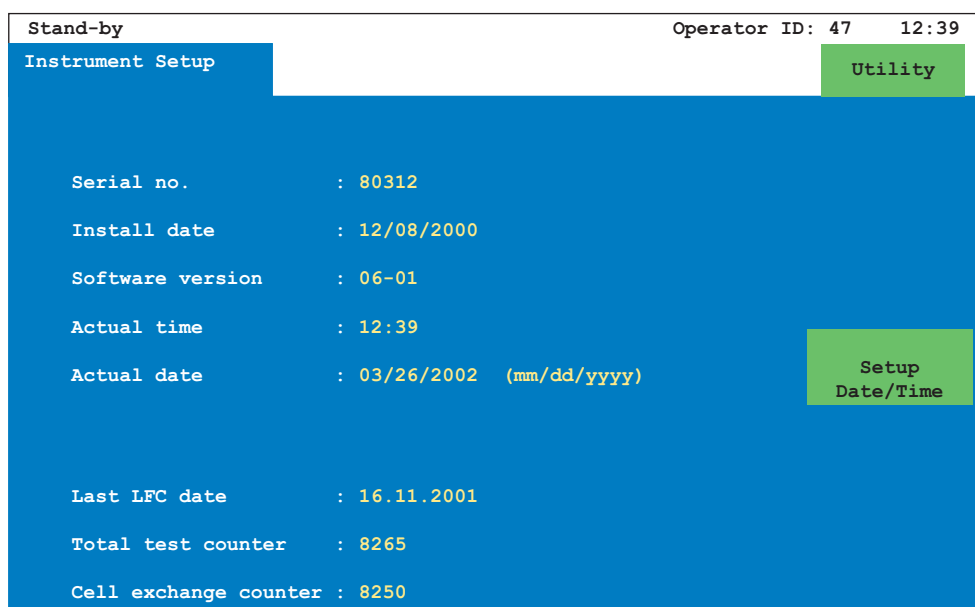 Stand-by Operator ID: 47 12:39
Instrument Setup Utility
Serial no. : 80312
Install date : 12/08/2000
Software version : 06-01
Actual time : 12:39
Actual date : 03/26/2002 (mm/dd/yyyy)
Setup
Date/Time
Last LFC date : 16.11.2001
Total test counter : 8265
Cell exchange counter : 8250